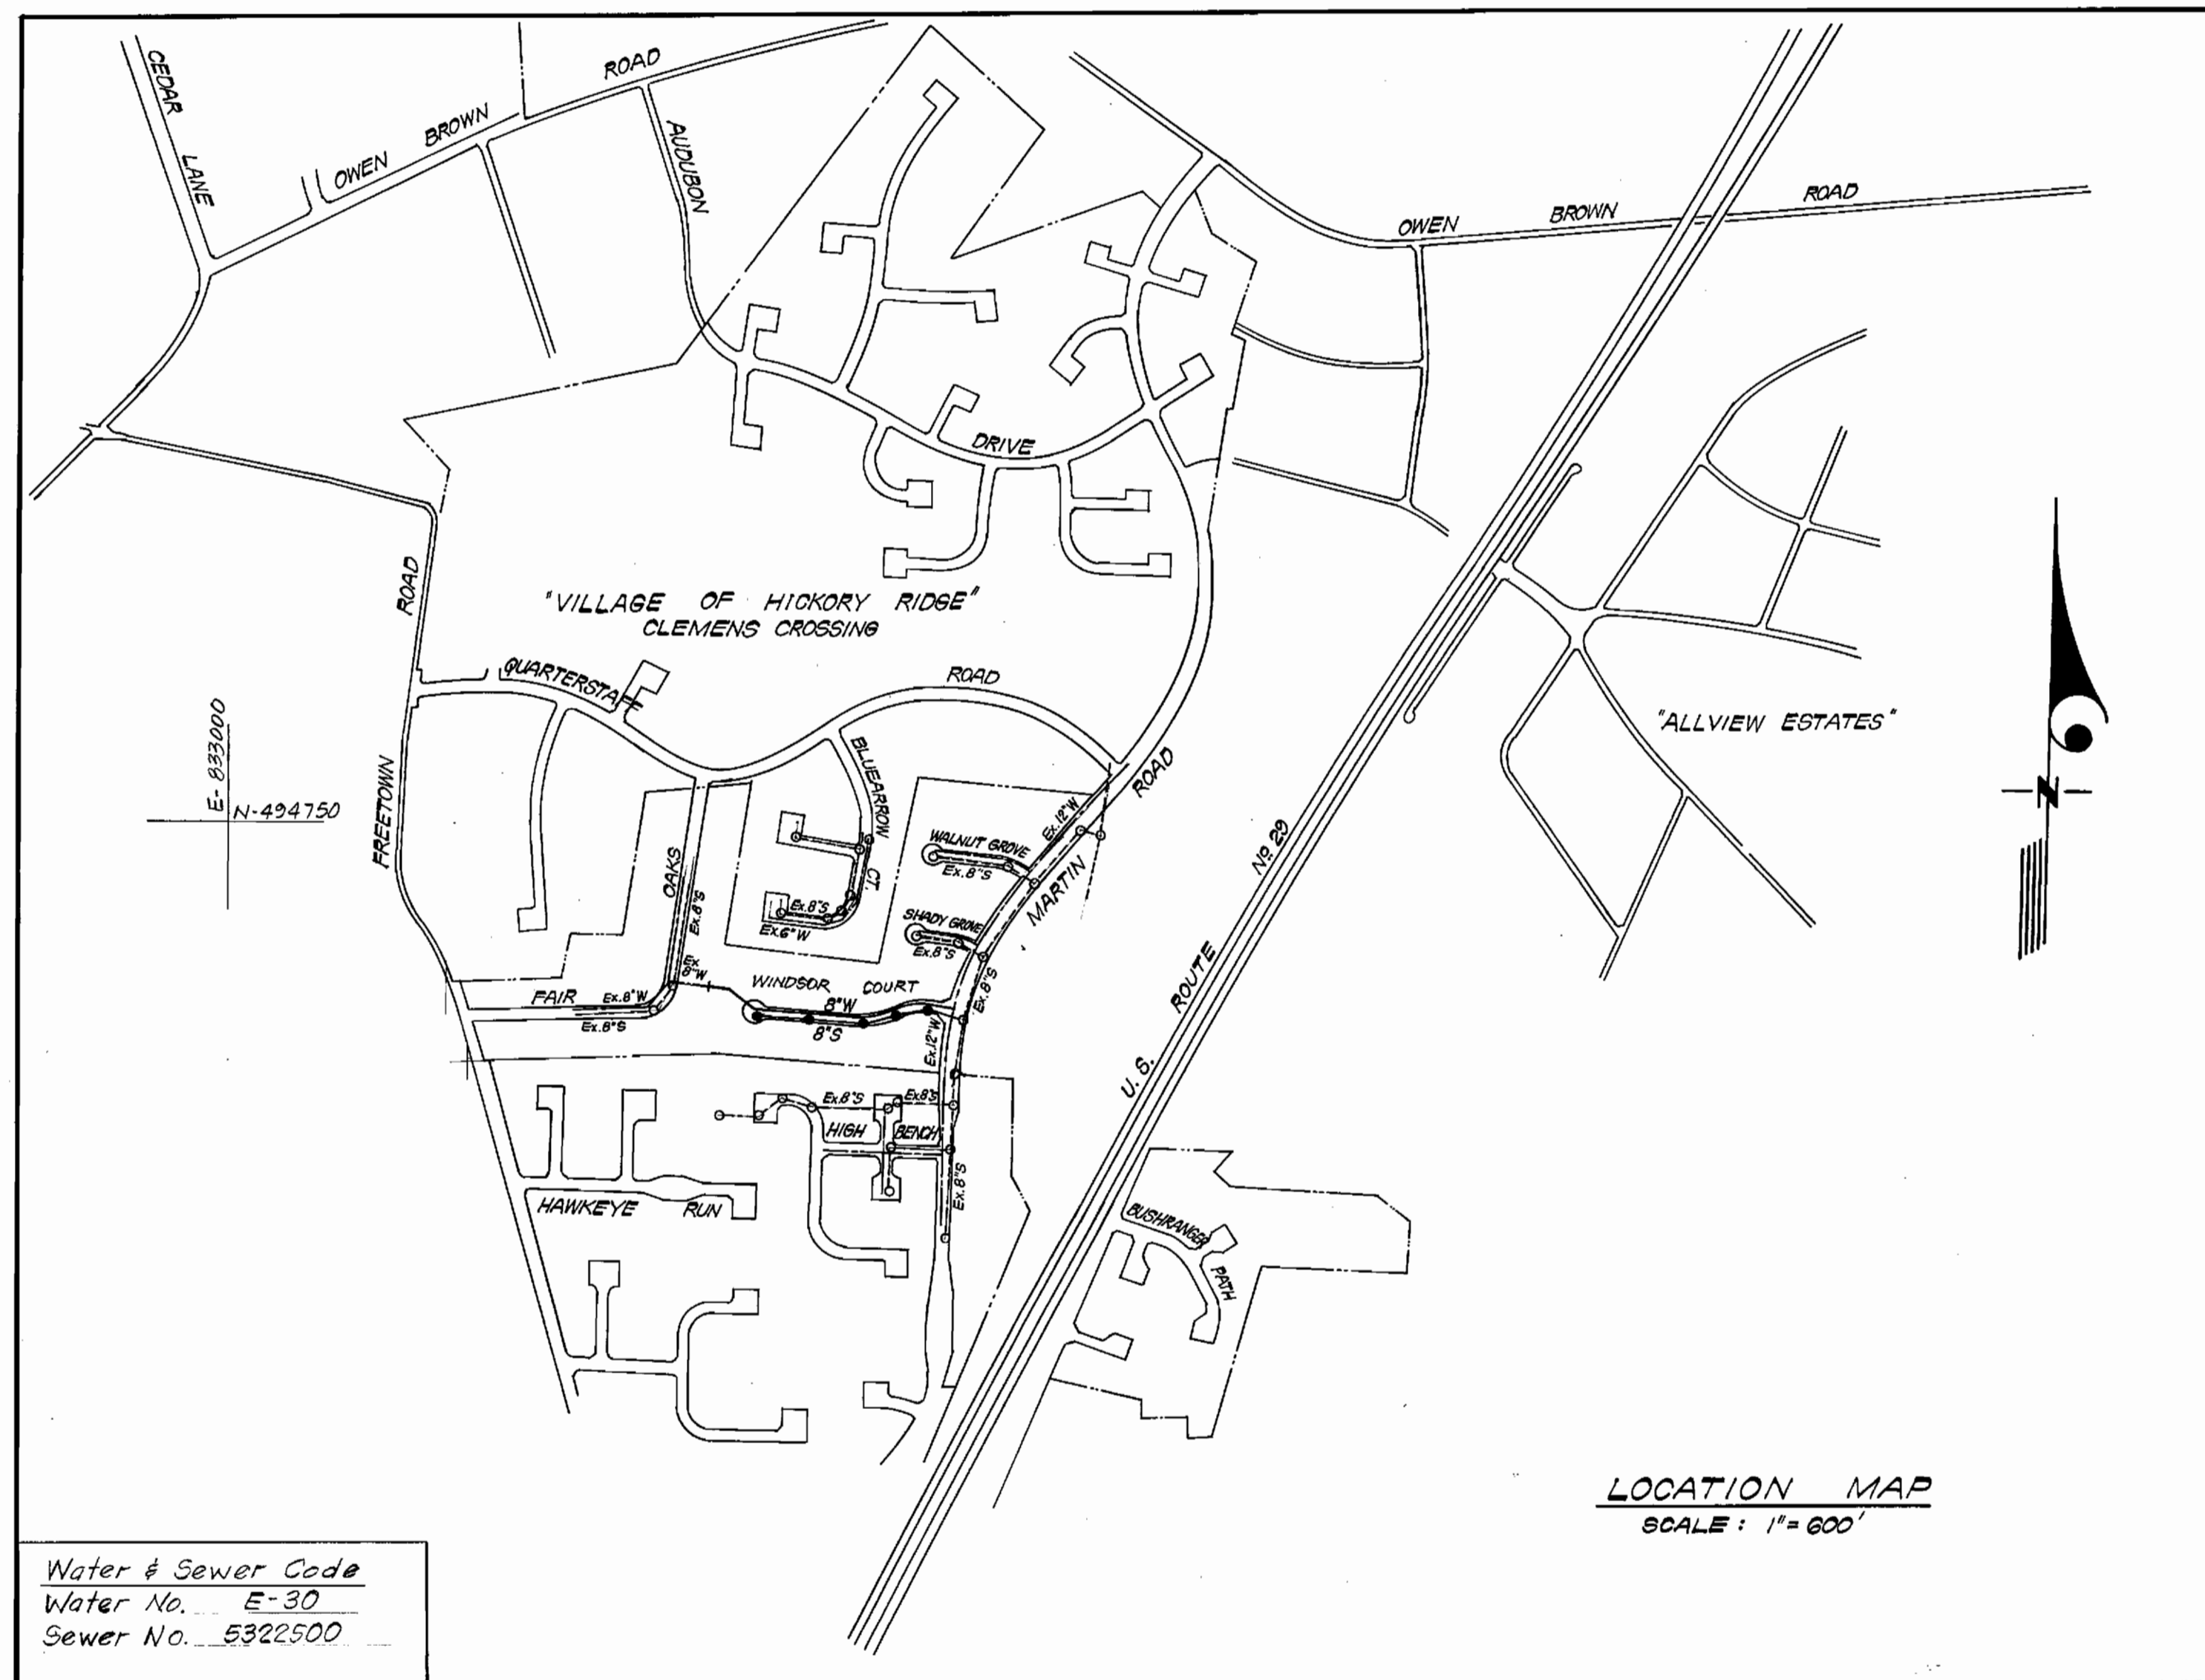 CEDAR LANE
OWEN BROWN ROAD
AUDUBON
OWEN BROWN ROAD
DRIVE
ROAD
"VILLAGE OF HICKORY RIDGE"
CLEMENS CROSSING
QUARTERSTAFF
ROAD
"ALLVIEW ESTATES"
E-833000
N-494750
FREETOWN
BLUEARROW
CT.
ROAD
Ex.12"W
WALNUT GROVE
Ex.8"S
MARTIN
OAKS
Ex.8"S
Ex.8"S
Ex.6"W
SHADY GROVE
Ex.8"S
Ex.8"S
Ex
8"W
WINDSOR COURT
8"W
8"S
FAIR
Ex.8"W
Ex.8"S
Ex.12"W
U.S. ROUTE Nº 29
N
Ex.8"S
Ex.8"S
HIGH BENCH
Ex.8"S
HAWKEYE RUN
BUSHRANGER
PATH
LOCATION MAP
SCALE: 1"=600'
Water & Sewer Code
Water No. E-30
Sewer No. 5322500